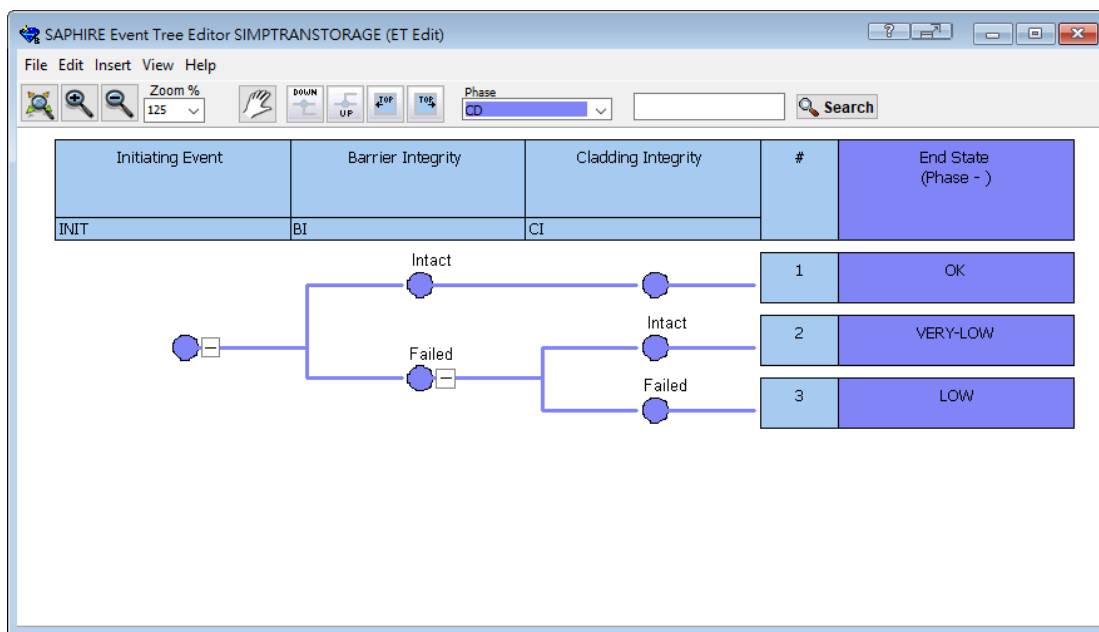 SAPHIRE Event Tree Editor SIMPTRANSTORAGE (ET Edit)
?
File Edit Insert View Help
Zoom %
125
DOWN
UP
TOP
TOP
Phase
CD
Search
Initiating Event
Barrier Integrity
Cladding Integrity
#
End State
(Phase - )
INIT
BI
CI
Intact
1
OK
Intact
2
VERY-LOW
Failed
Failed
3
LOW